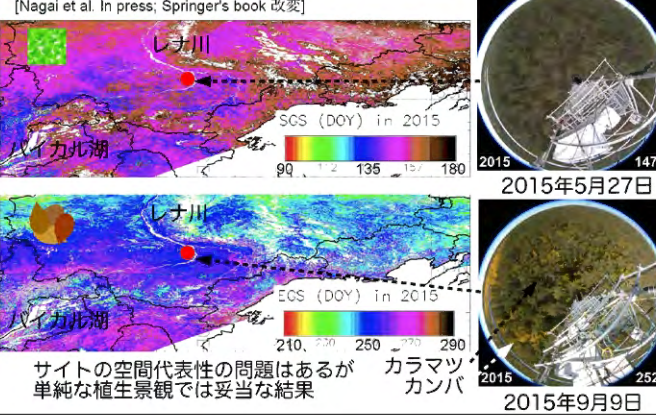 [Nagai et al. In press; Springer's book 改変]
レナ川
バイカル湖
SGS (DOY) in 2015
90 112 135 157 180
2015 147
2015年5月27日
レナ川
バイカル湖
EGS (DOY) in 2015
210 230 250 270 290
2015 252
2015年9月9日
サイトの空間代表性の問題はあるが
単純な植生景観では妥当な結果
カラマツ
カンバ